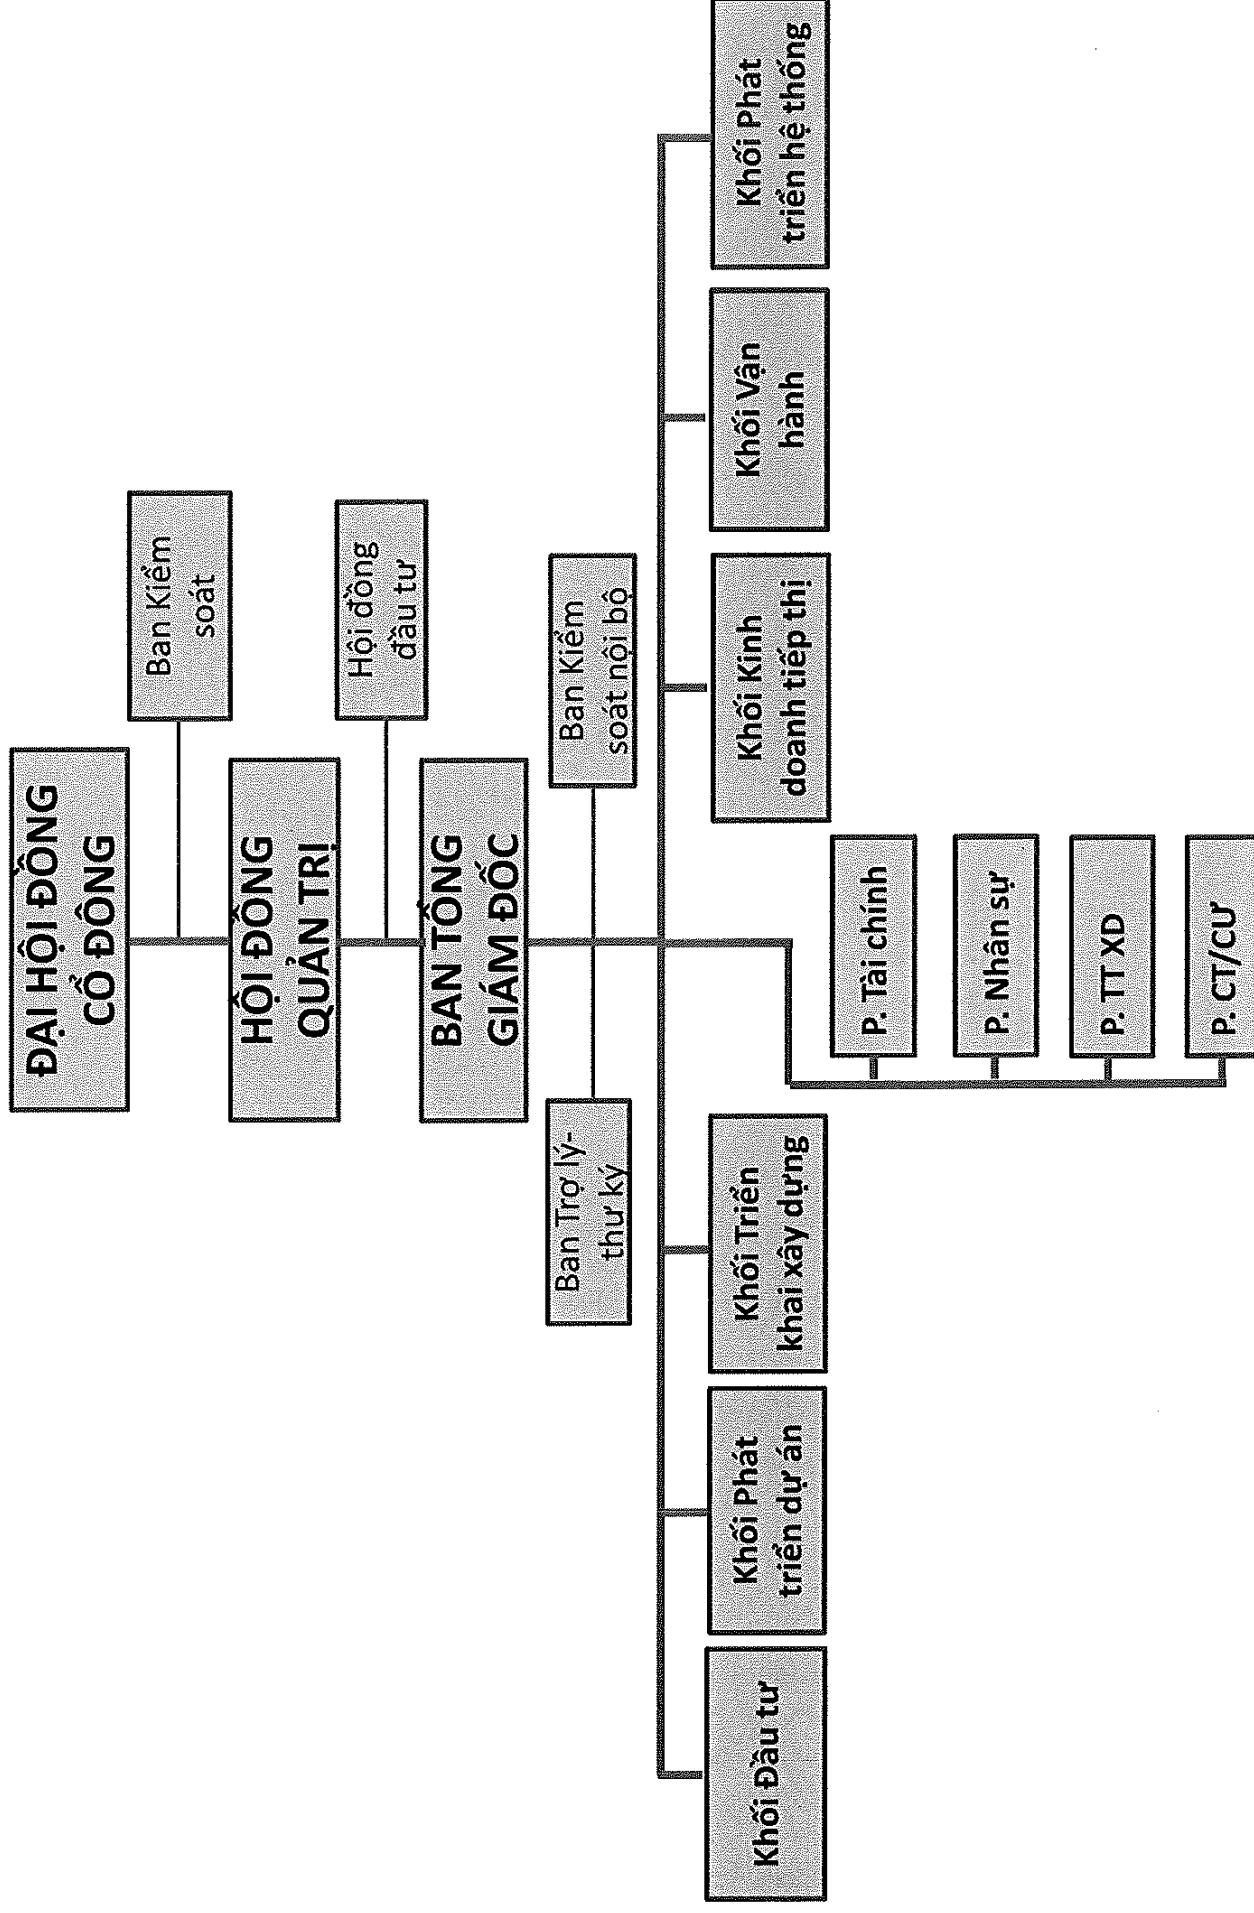 ĐẠI HỘI ĐỒNG
CỔ ĐÔNG
Ban Kiểm
soát
HỘI ĐỒNG
QUẢN TRỊ
Hội đồng
đầu tư
BAN TỔNG
GIÁM ĐỐC
Ban Trợ lý-
thư ký
Ban Kiểm
soát nội bộ
Khối Đầu tư
Khối Phát
triển dự án
Khối Triển
khai xây dựng
Khối Kinh
doanh tiếp thị
Khối Vận
hành
Khối Phát
triển hệ thống
P. Tài chính
P. Nhân sự
P. TT XD
P. CT/CƯ